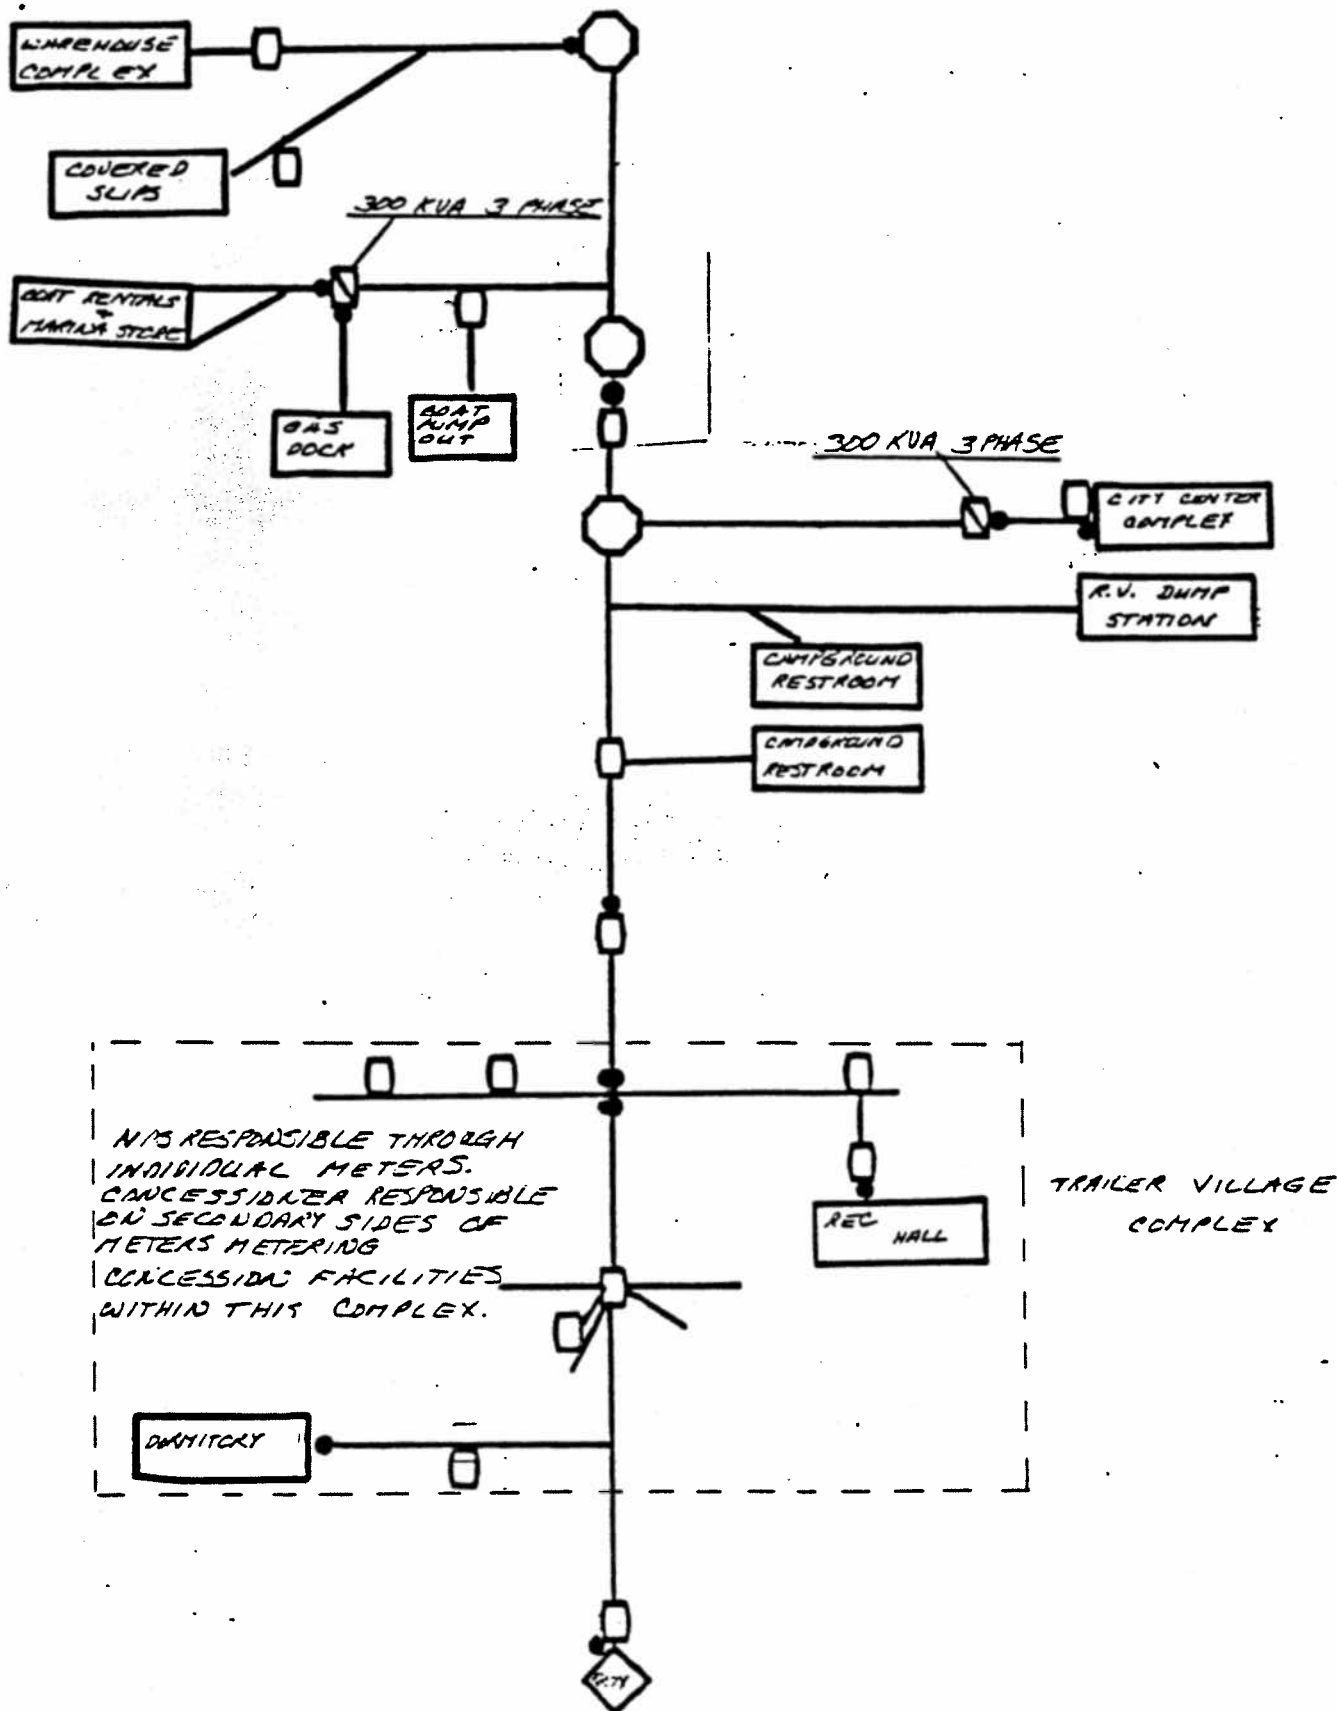 WAREHOUSE
COMPLEX
COVERED
SLIPS
300 KVA 3 PHASE
BOAT RENTALS
+
MARINA STORE
GAS
DOCK
BOAT
PUMP
OUT
300 KVA 3 PHASE
CITY CENTER
COMPLEX
R.V. DUMP
STATION
CAMPGROUND
RESTROOM
CAMPGROUND
RESTROOM
NPS RESPONSIBLE THROUGH
INDIVIDUAL METERS.
CONCESSIONER RESPONSIBLE
ON SECONDARY SIDES OF
METERS METERING
CONCESSION FACILITIES
WITHIN THIS COMPLEX.
TRAILER VILLAGE
COMPLEX
REC
HALL
DORMITORY